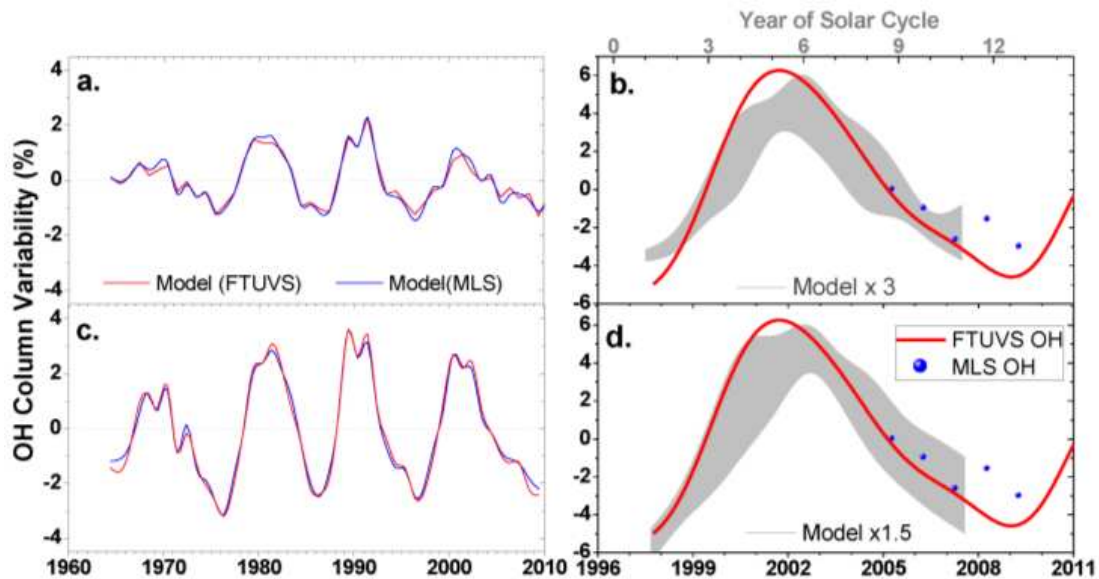 Year of Solar Cycle
0 3 6 9 12
OH Column Variability (%)
a.
4
2
0
-2
-4
Model (FTUVS)
Model(MLS)
b.
6
4
2
0
-2
-4
-6
Model x 3
c.
4
2
0
-2
-4
1960 1970 1980 1990 2000 2010
d.
6
4
2
0
-2
-4
-6
FTUVS OH
MLS OH
Model x1.5
1996 1999 2002 2005 2008 2011